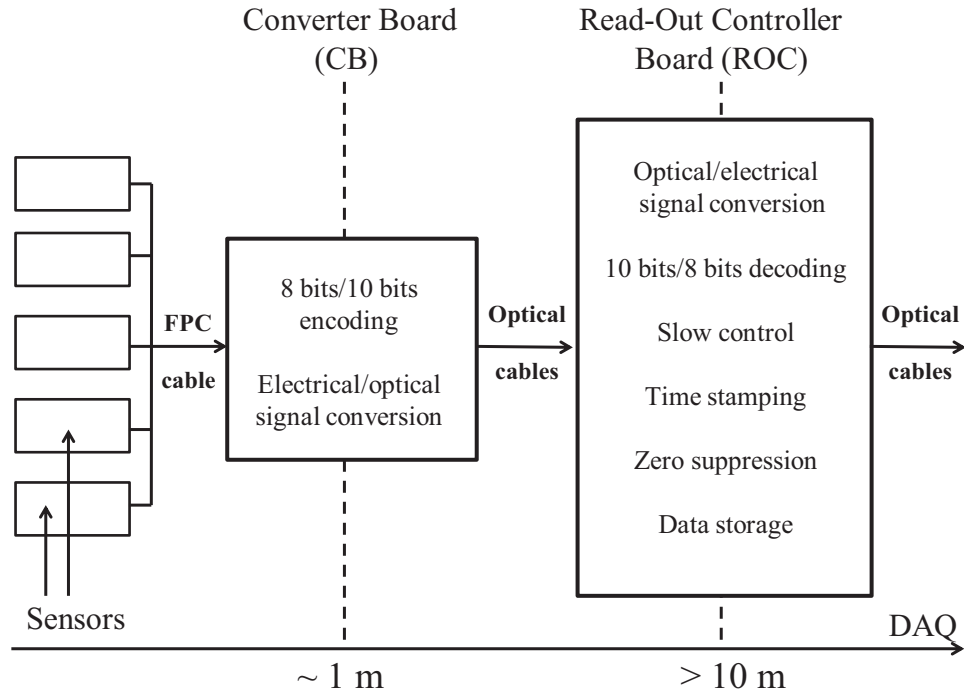 Converter Board
(CB)
Read-Out Controller
Board (ROC)
FPC
cable
8 bits/10 bits
encoding
Electrical/optical
signal conversion
Optical
cables
Optical/electrical
signal conversion
10 bits/8 bits decoding
Slow control
Time stamping
Zero suppression
Data storage
Optical
cables
Sensors
DAQ
~ 1 m
> 10 m